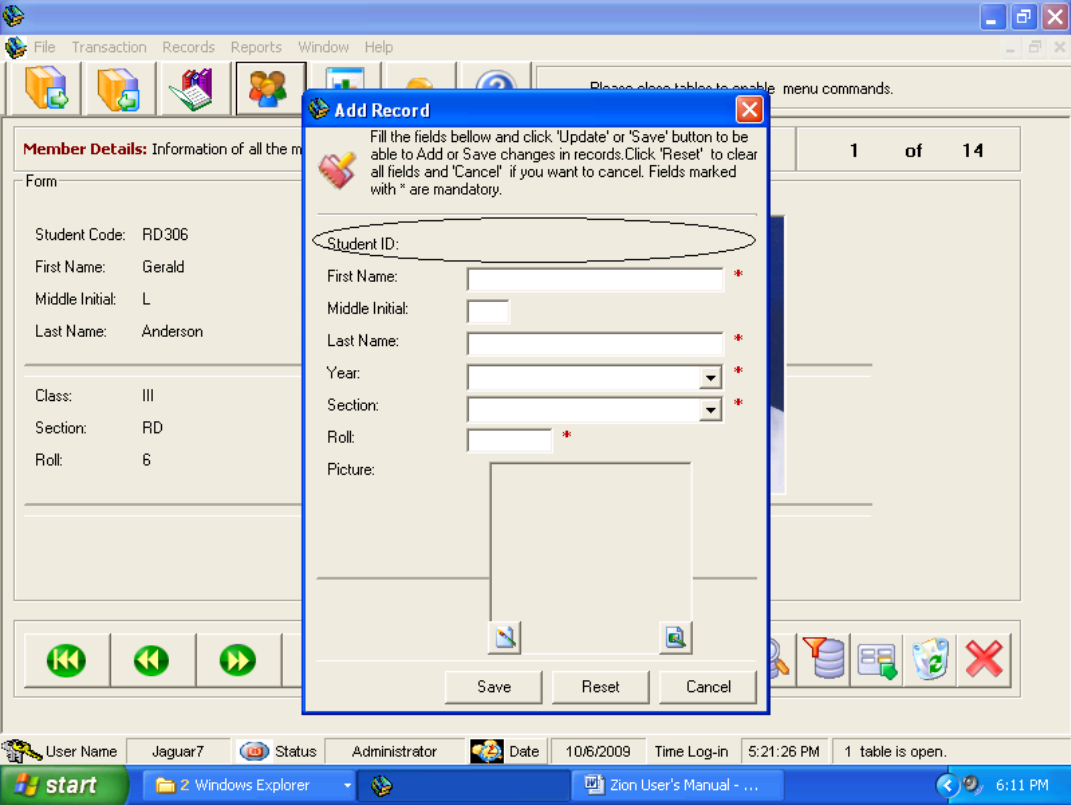 File Transaction Records Reports Window Help
Please close tables to enable menu commands.
Member Details: Information of all the m
1 of 14
Form
Student Code: RD306
First Name: Gerald
Middle Initial: L
Last Name: Anderson
Class: III
Section: RD
Roll: 6
Add Record
Fill the fields bellow and click 'Update' or 'Save' button to be
able to Add or Save changes in records.Click 'Reset' to clear
all fields and 'Cancel' if you want to cancel. Fields marked
with * are mandatory.
Student ID:
First Name: *
Middle Initial:
Last Name: *
Year: *
Section: *
Roll: *
Picture:
Save Reset Cancel
User Name Jaguar7 Status Administrator Date 10/6/2009 Time Log-in 5:21:26 PM 1 table is open.
start 2 Windows Explorer Zion User's Manual - ... 6:11 PM